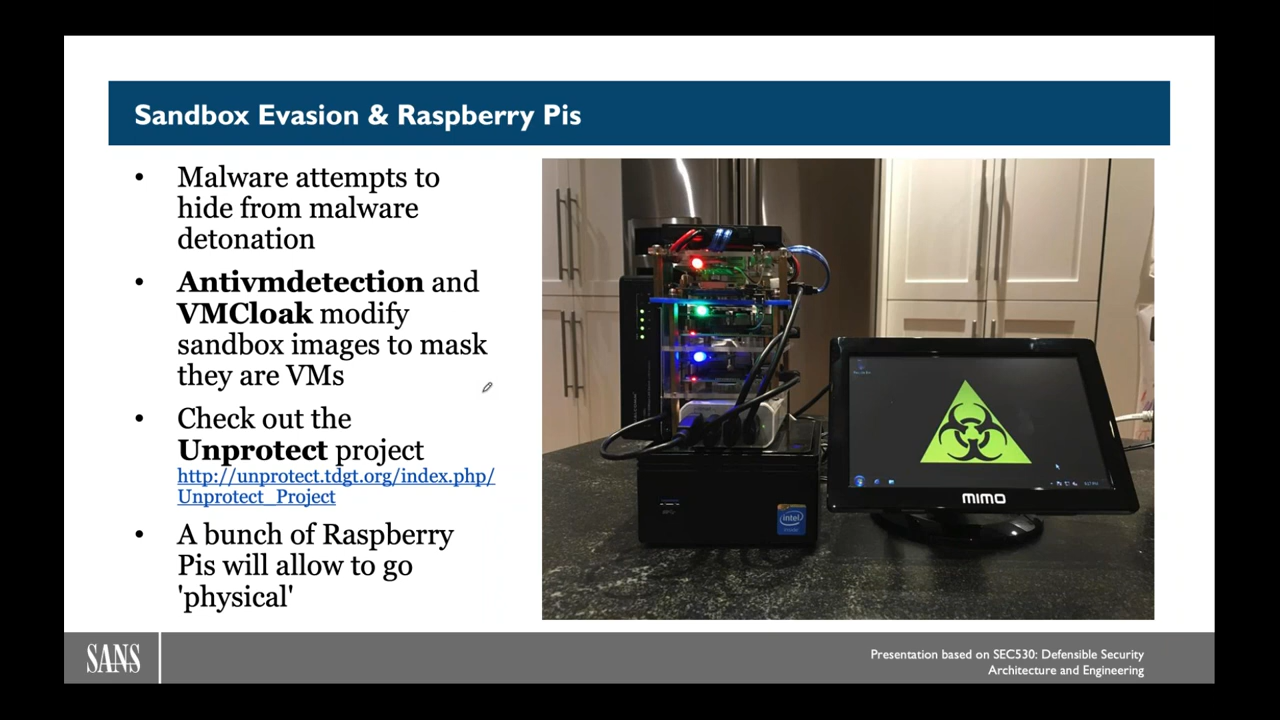 Sandbox Evasion & Raspberry Pis
• Malware attempts to
hide from malware
detonation
• Antivmdetection and
VMCloak modify
sandbox images to mask
they are VMs
• Check out the
Unprotect project
http://unprotect.tdgt.org/index.php/
Unprotect_Project
• A bunch of Raspberry
Pis will allow to go
'physical'
intel
mimo
SANS
Presentation based on SEC530: Defensible Security
Architecture and Engineering